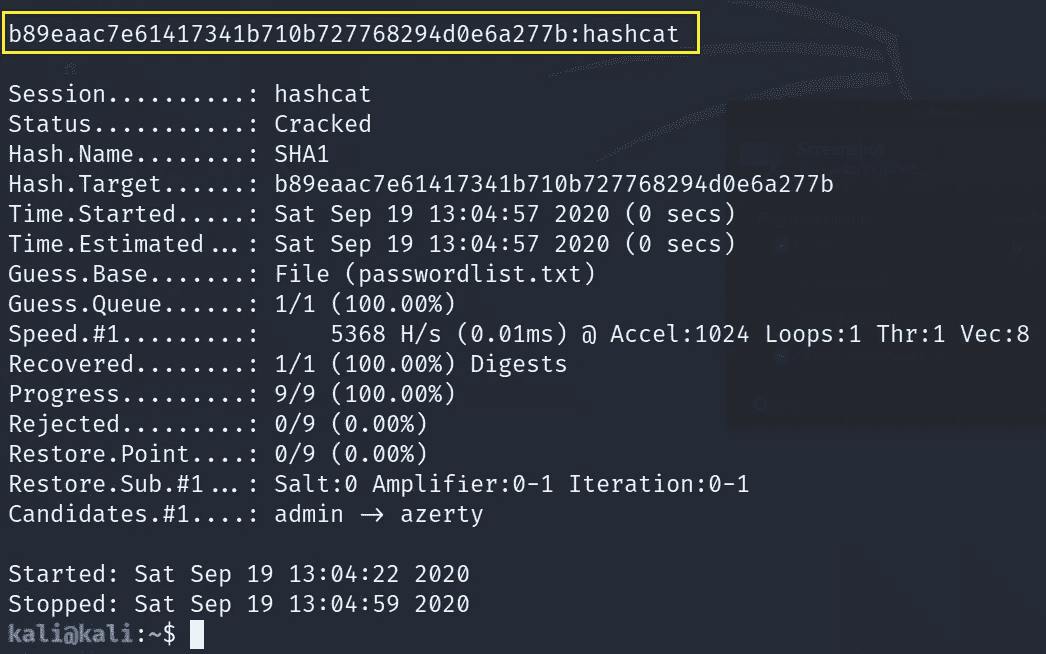 b89eaac7e61417341b710b727768294d0e6a277b:hashcat
Session..........: hashcat
Status...........: Cracked
Hash.Name........: SHA1
Hash.Target......: b89eaac7e61417341b710b727768294d0e6a277b
Time.Started.....: Sat Sep 19 13:04:57 2020 (0 secs)
Time.Estimated...: Sat Sep 19 13:04:57 2020 (0 secs)
Guess.Base.......: File (passwordlist.txt)
Guess.Queue......: 1/1 (100.00%)
Speed.#1.........:     5368 H/s (0.01ms) @ Accel:1024 Loops:1 Thr:1 Vec:8
Recovered........: 1/1 (100.00%) Digests
Progress.........: 9/9 (100.00%)
Rejected.........: 0/9 (0.00%)
Restore.Point....: 0/9 (0.00%)
Restore.Sub.#1...: Salt:0 Amplifier:0-1 Iteration:0-1
Candidates.#1....: admin -> azerty
Started: Sat Sep 19 13:04:22 2020
Stopped: Sat Sep 19 13:04:59 2020
kali@kali:~$